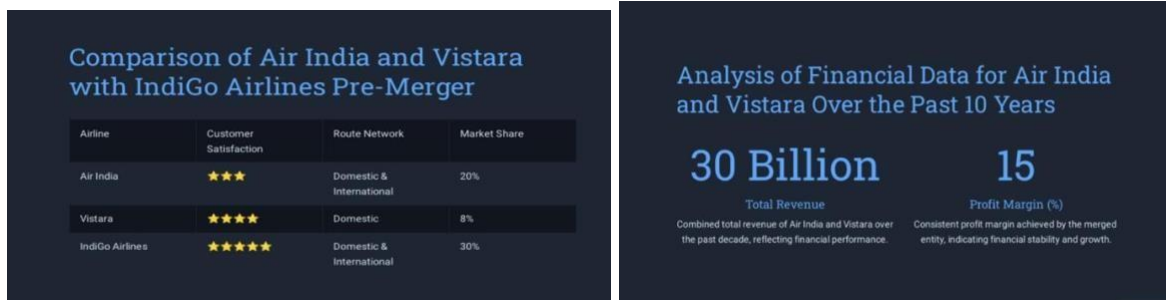 Comparison of Air India and Vistara
with IndiGo Airlines Pre-Merger
Airline Customer Satisfaction Route Network Market Share
Air India ★★★ Domestic & International 20%
Vistara ★★★★ Domestic 8%
IndiGo Airlines ★★★★★ Domestic & International 30%
Analysis of Financial Data for Air India
and Vistara Over the Past 10 Years
30 Billion
Total Revenue
Combined total revenue of Air India and Vistara over
the past decade, reflecting financial performance.
15
Profit Margin (%)
Consistent profit margin achieved by the merged
entity, indicating financial stability and growth.